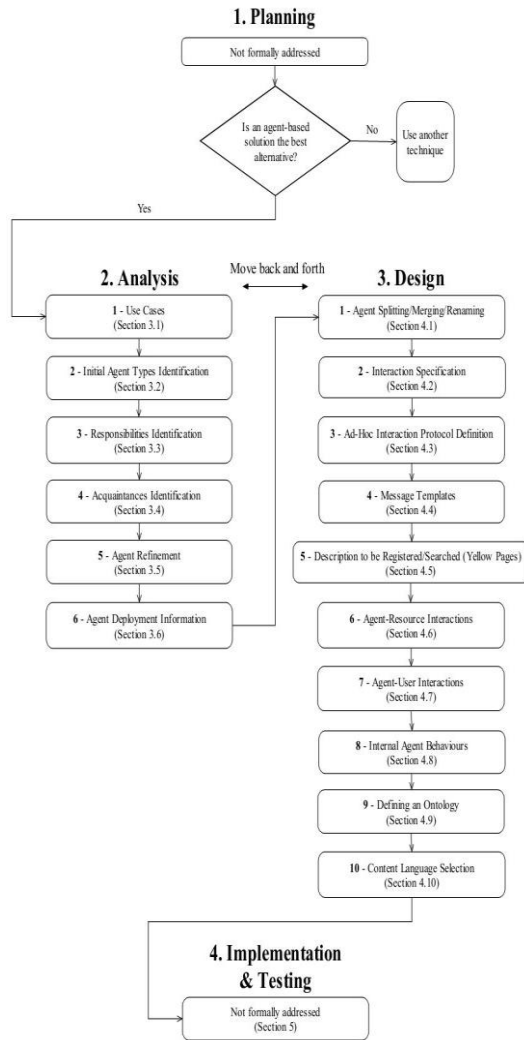 1. Planning
Not formally addressed
Is an agent-based
solution the best
alternative?
No
Use another
technique
Yes
2. Analysis
Move back and forth
3. Design
1 - Use Cases
(Section 3.1)
2 - Initial Agent Types Identification
(Section 3.2)
3 - Responsibilities Identification
(Section 3.3)
4 - Acquaintances Identification
(Section 3.4)
5 - Agent Refinement
(Section 3.5)
6 - Agent Deployment Information
(Section 3.6)
1 - Agent Splitting/Merging/Renaming
(Section 4.1)
2 - Interaction Specification
(Section 4.2)
3 - Ad-Hoc Interaction Protocol Definition
(Section 4.3)
4 - Message Templates
(Section 4.4)
5 - Description to be Registered/Searched (Yellow Pages)
(Section 4.5)
6 - Agent-Resource Interactions
(Section 4.6)
7 - Agent-User Interactions
(Section 4.7)
8 - Internal Agent Behaviours
(Section 4.8)
9 - Defining an Ontology
(Section 4.9)
10 - Content Language Selection
(Section 4.10)
4. Implementation
& Testing
Not formally addressed
(Section 5)